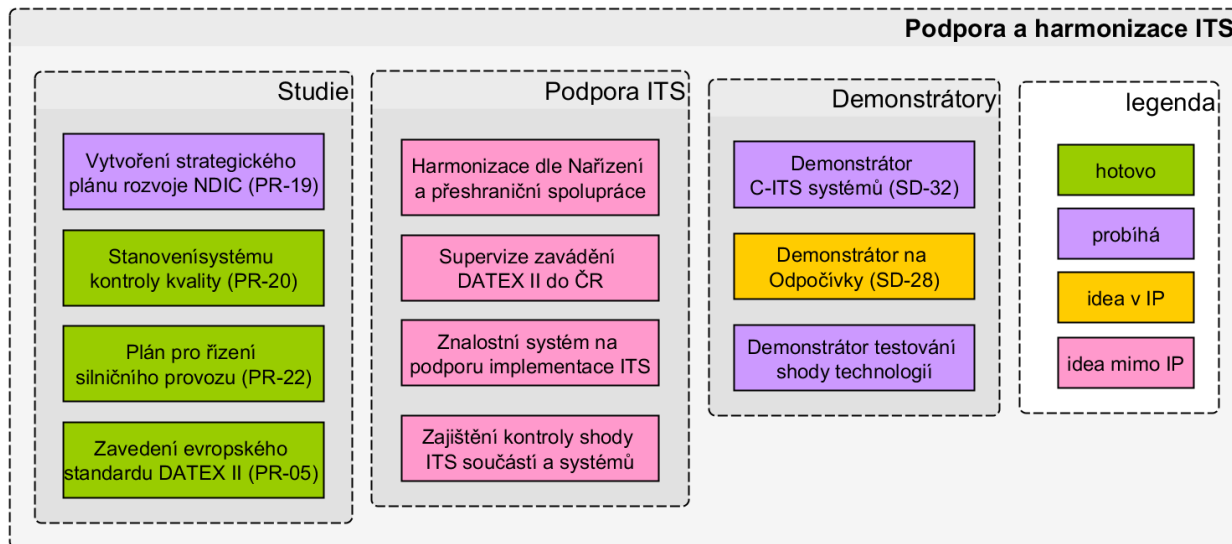 Podpora a harmonizace ITS
Studie
Vytvoření strategického
plánu rozvoje NDIC (PR-19)
Stanovenísystému
kontroly kvality (PR-20)
Plán pro řízení
silničního provozu (PR-22)
Zavedení evropského
standardu DATEX II (PR-05)
Podpora ITS
Harmonizace dle Nařízení
a přeshraniční spolupráce
Supervize zavádění
DATEX II do ČR
Znalostní systém na
podporu implementace ITS
Zajištění kontroly shody
ITS součástí a systémů
Demonstrátory
Demonstrátor
C-ITS systémů (SD-32)
Demonstrátor na
Odpočívky (SD-28)
Demonstrátor testování
shody technologií
legenda
hotovo
probíhá
idea v IP
idea mimo IP